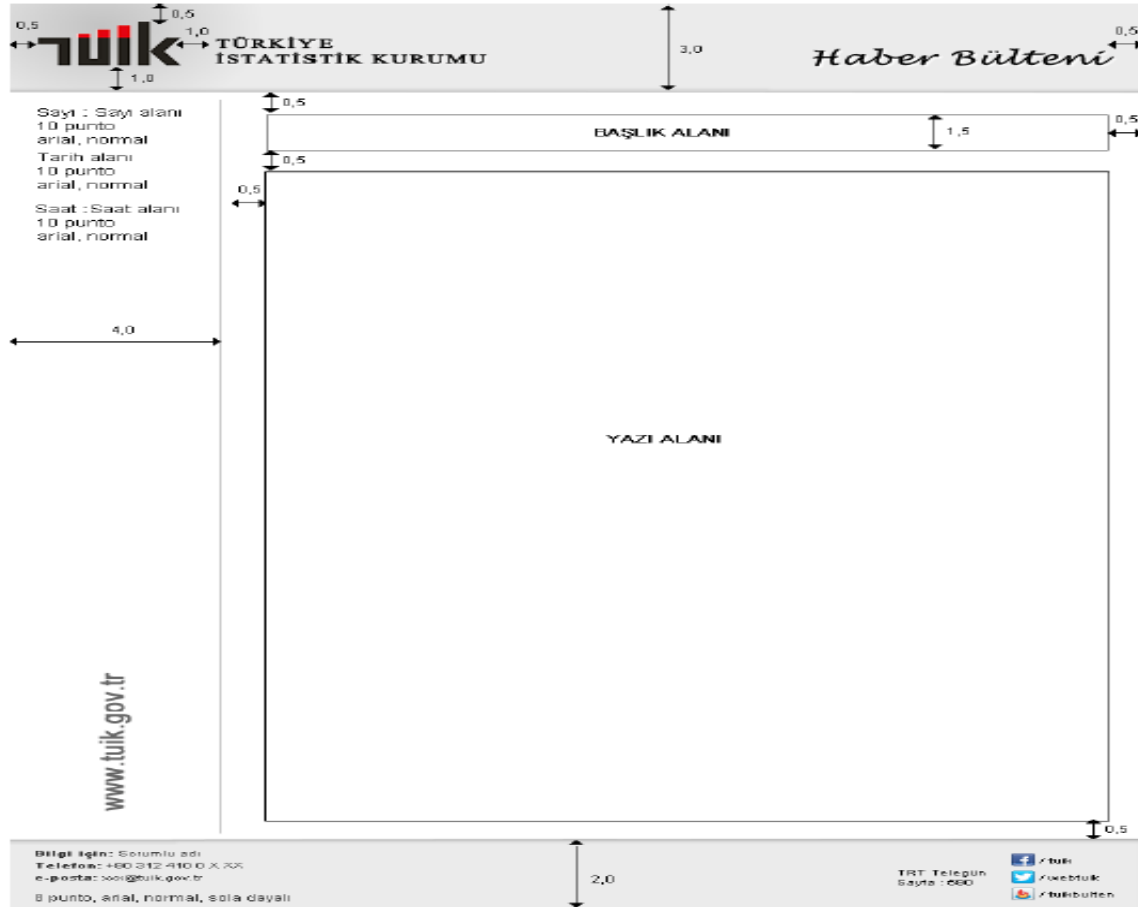 0,5
0,5
1,0
1,0
tuik
TÜRKİYE
İSTATİSTİK KURUMU
3,0
Haber Bülteni
0,5
Sayı : Sayı alanı
10 punto
arial, normal
Tarih alanı
10 punto
arial, normal
Saat : Saat alanı
10 punto
arial, normal
0,5
BAŞLIK ALANI
1,5
0,5
0,5
0,5
4,0
YAZI ALANI
www.tuik.gov.tr
0,5
Bilgi için: Sorumlu adı
Telefon: +90 312 410 0 X XX
e-posta: @tuik.gov.tr
8 punto, arial, normal, sola dayalı
2,0
TRT Telegün
Sayfa : 690
/ tuik
/ webtuik
/ tuikbulten